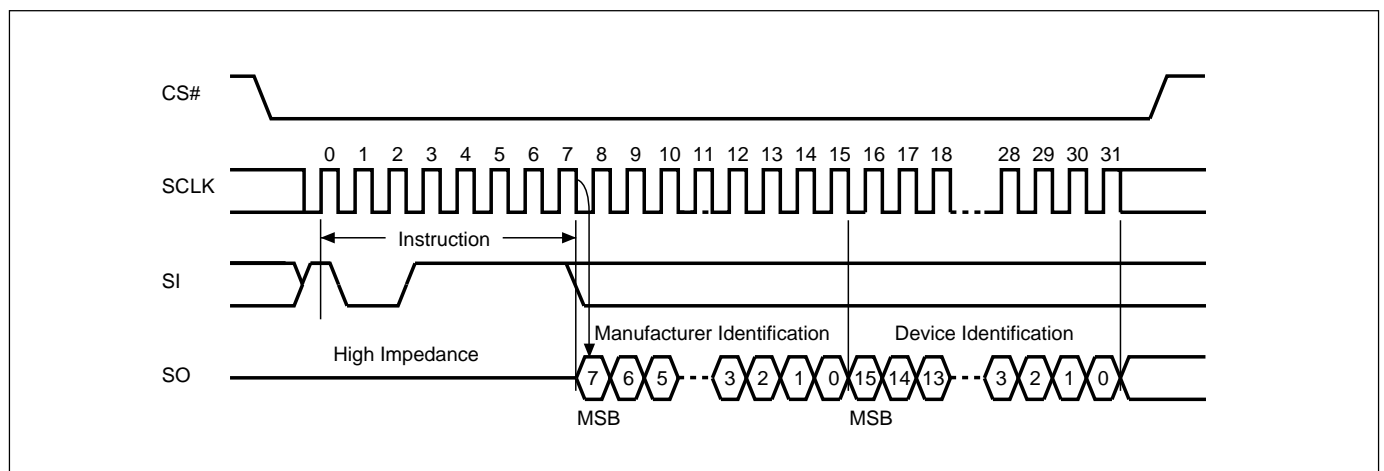 CS#
0 1 2 3 4 5 6 7 8 9 10 11 12 13 14 15 16 17 18 28 29 30 31
SCLK
Instruction
SI
Manufacturer Identification Device Identification
High Impedance
SO
7 6 5 3 2 1 0 15 14 13 3 2 1 0
MSB MSB